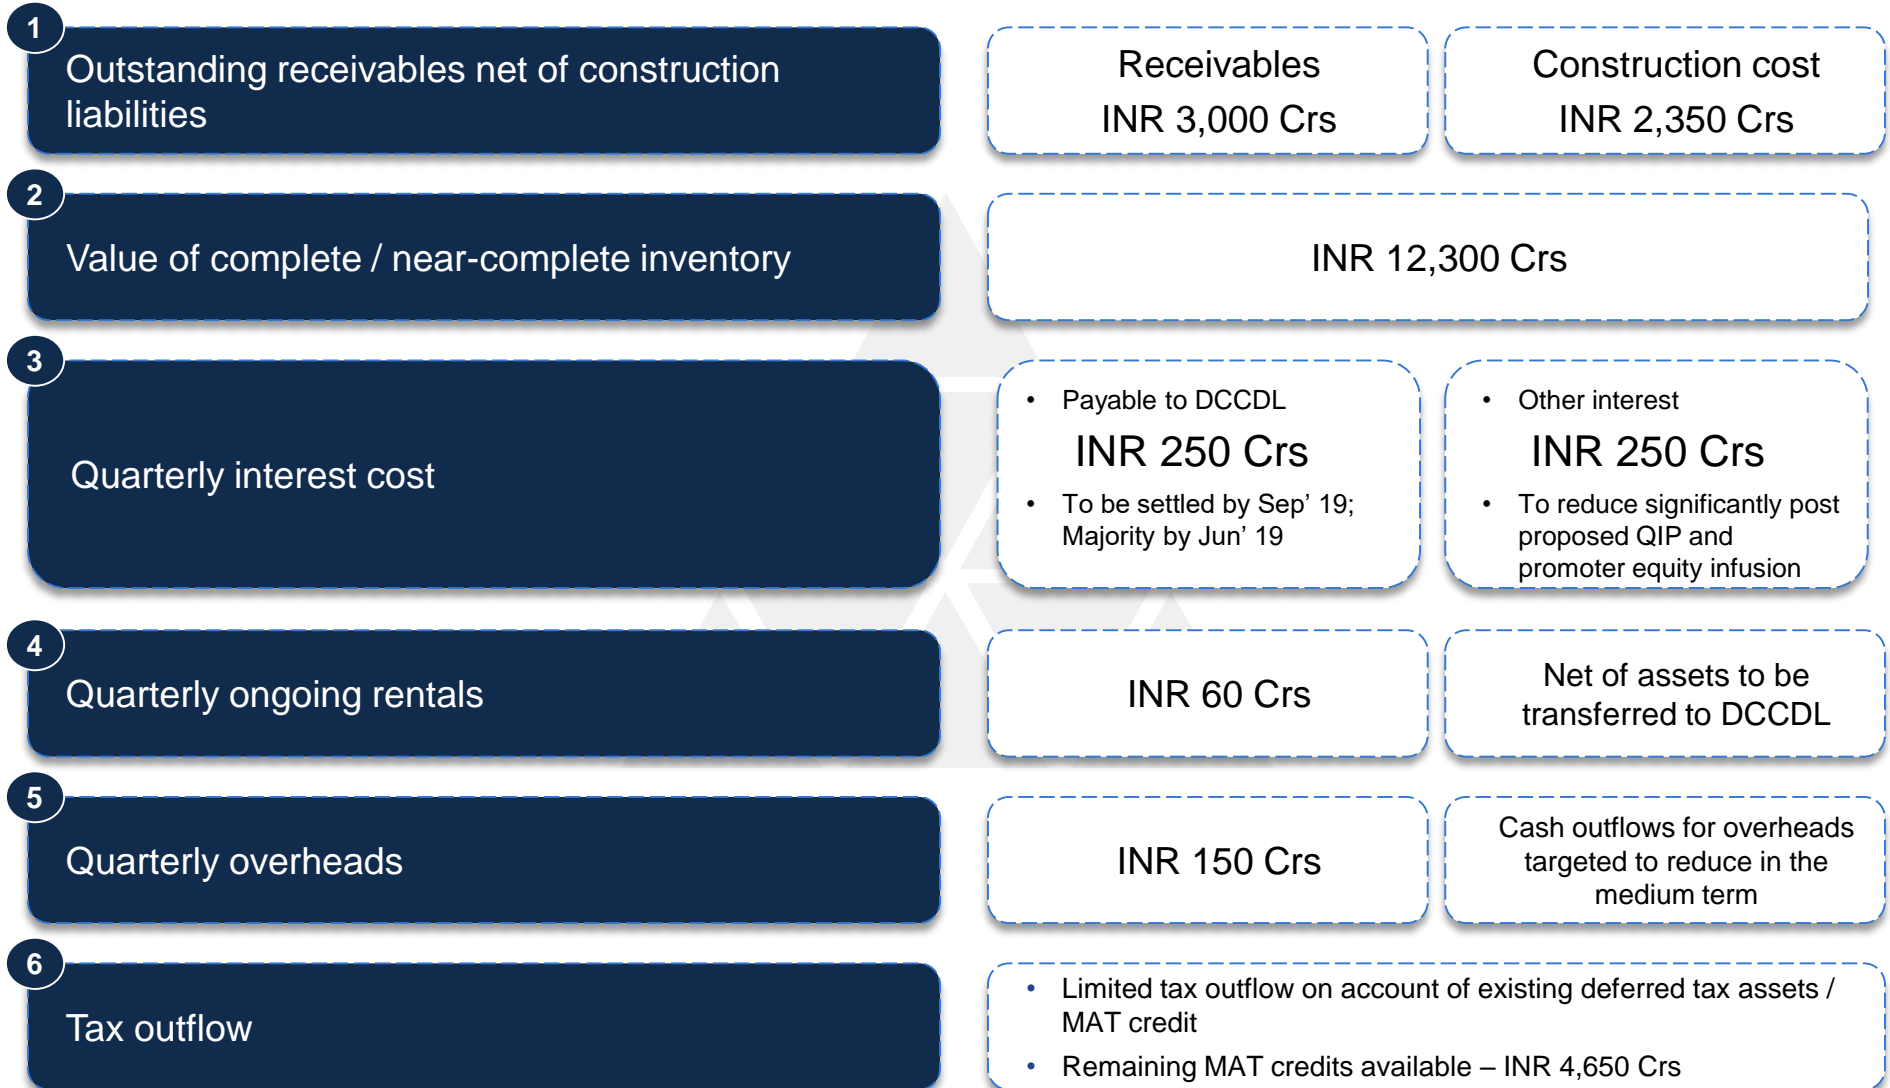 1
Outstanding receivables net of construction
liabilities
Receivables
INR 3,000 Crs
Construction cost
INR 2,350 Crs
2
Value of complete / near-complete inventory
INR 12,300 Crs
3
Quarterly interest cost
• Payable to DCCDL
INR 250 Crs
• To be settled by Sep' 19;
Majority by Jun' 19
• Other interest
INR 250 Crs
• To reduce significantly post
proposed QIP and
promoter equity infusion
4
Quarterly ongoing rentals
INR 60 Crs
Net of assets to be
transferred to DCCDL
5
Quarterly overheads
INR 150 Crs
Cash outflows for overheads
targeted to reduce in the
medium term
6
Tax outflow
• Limited tax outflow on account of existing deferred tax assets /
MAT credit
• Remaining MAT credits available – INR 4,650 Crs